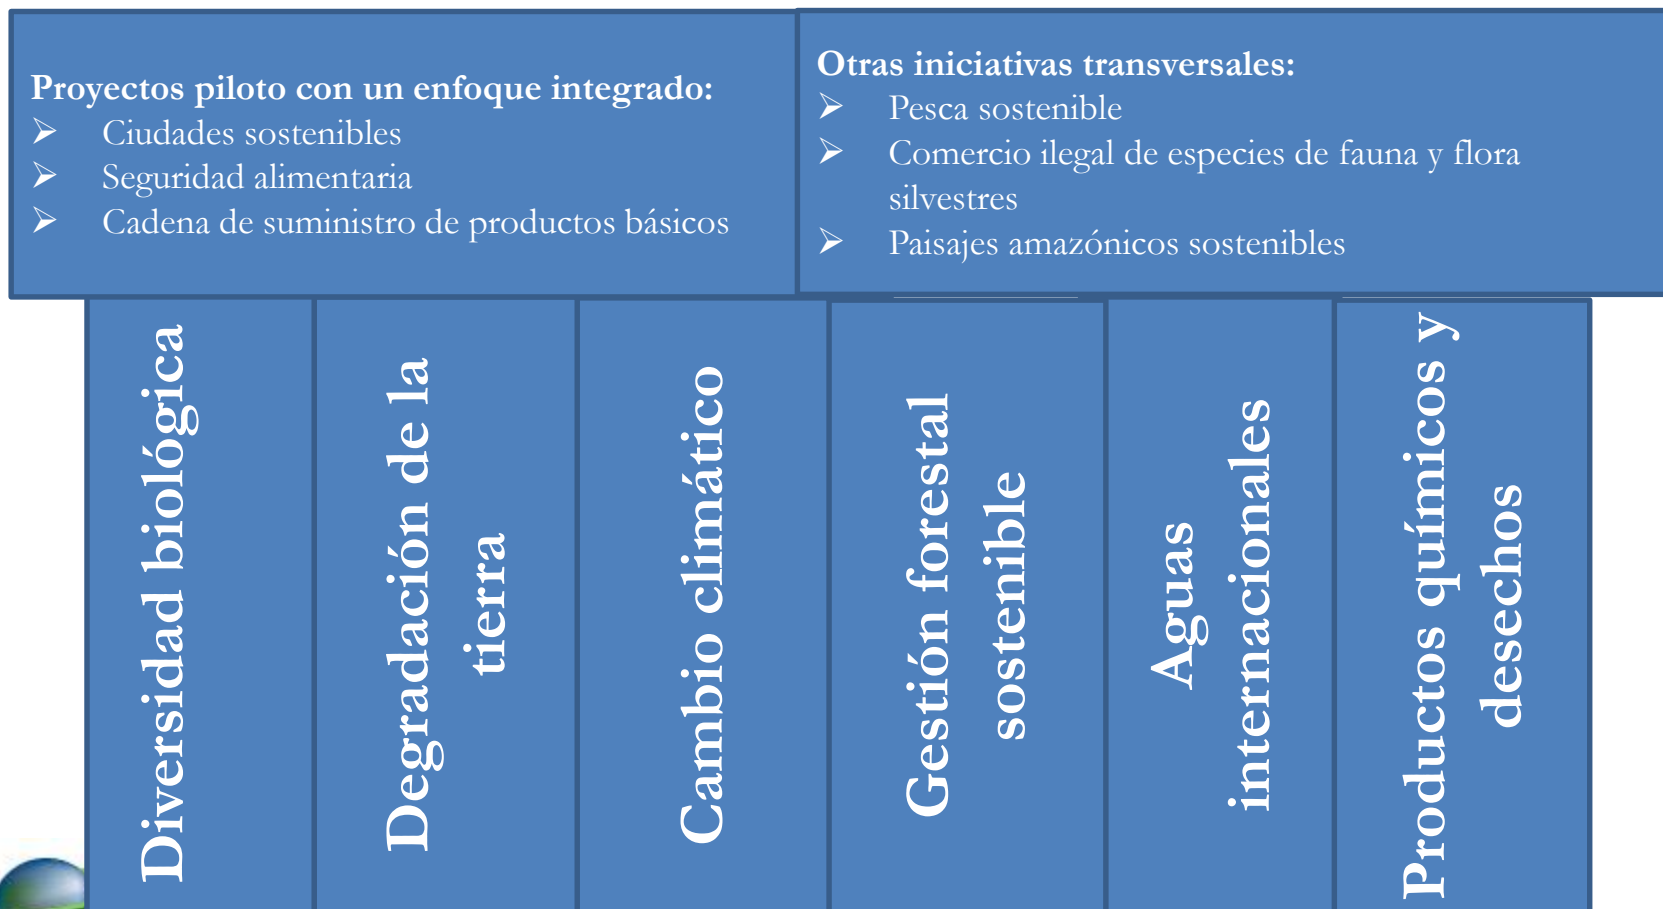 Proyectos piloto con un enfoque integrado:
➢ Ciudades sostenibles
➢ Seguridad alimentaria
➢ Cadena de suministro de productos básicos
Otras iniciativas transversales:
➢ Pesca sostenible
➢ Comercio ilegal de especies de fauna y flora
silvestres
➢ Paisajes amazónicos sostenibles
Diversidad biológica
Degradación de la
tierra
Cambio climático
Gestión forestal
sostenible
Aguas
internacionales
Productos químicos y
desechos